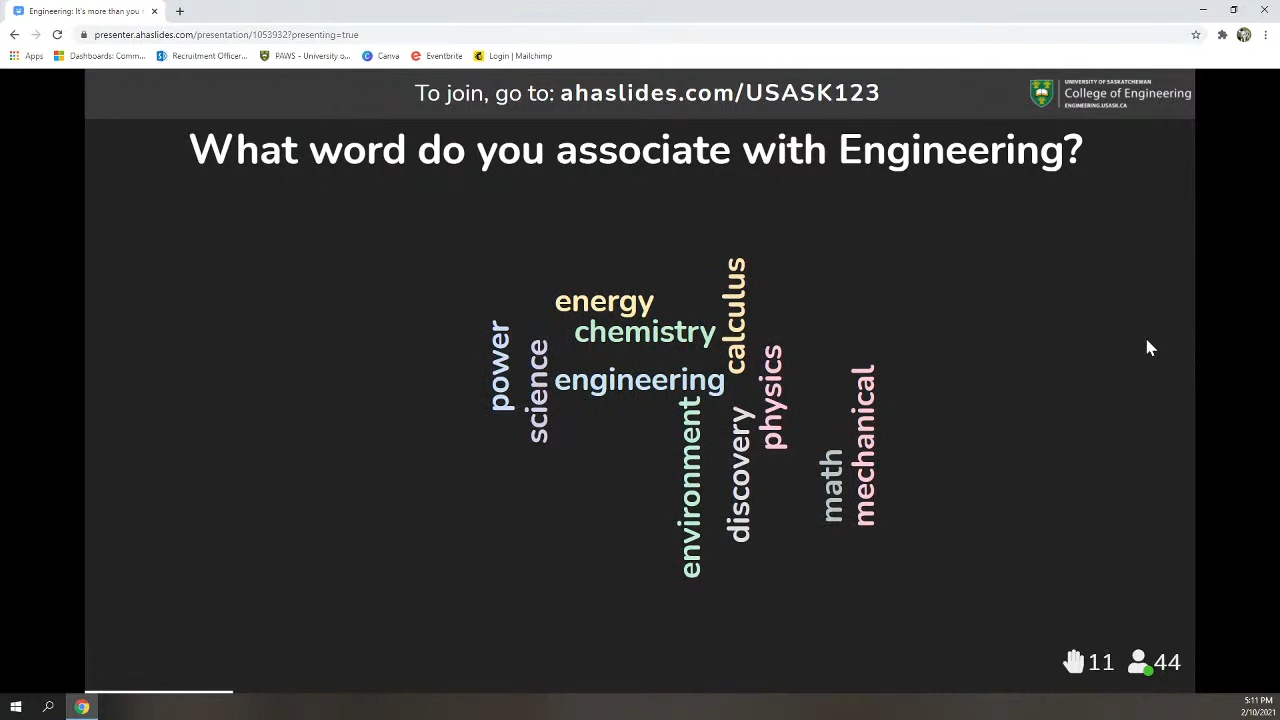 Engineering: It's more than you t
presenter.ahaslides.com/presentation/1053932?presenting=true
Apps
Dashboards: Comm...
Recruitment Officer...
PAWS - University o...
Canva
Eventbrite
Login | Mailchimp
To join, go to: ahaslides.com/USASK123
UNIVERSITY OF SASKATCHEWAN
College of Engineering
ENGINEERING.USASK.CA
What word do you associate with Engineering?
energy
chemistry
calculus
power
science
engineering
physics
environment
discovery
math
mechanical
11
44
5:11 PM
2/10/2021